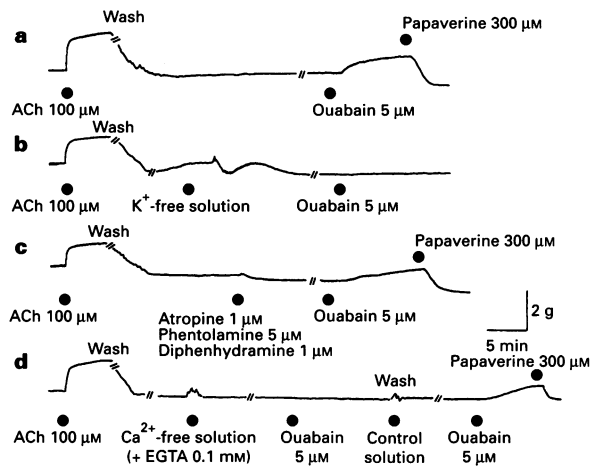 a
Wash
Papaverine 300 μM
ACh 100 μM
Ouabain 5 μM
b
Wash
ACh 100 μM
K⁺-free solution
Ouabain 5 μM
c
Wash
Papaverine 300 μM
ACh 100 μM
Atropine 1 μM
Phentolamine 5 μM
Diphenhydramine 1 μM
Ouabain 5 μM
2 g
5 min
d
Wash
Wash
Papaverine 300 μM
ACh 100 μM
Ca²⁺-free solution
(+ EGTA 0.1 mM)
Ouabain
5 μM
Control
solution
Ouabain
5 μM